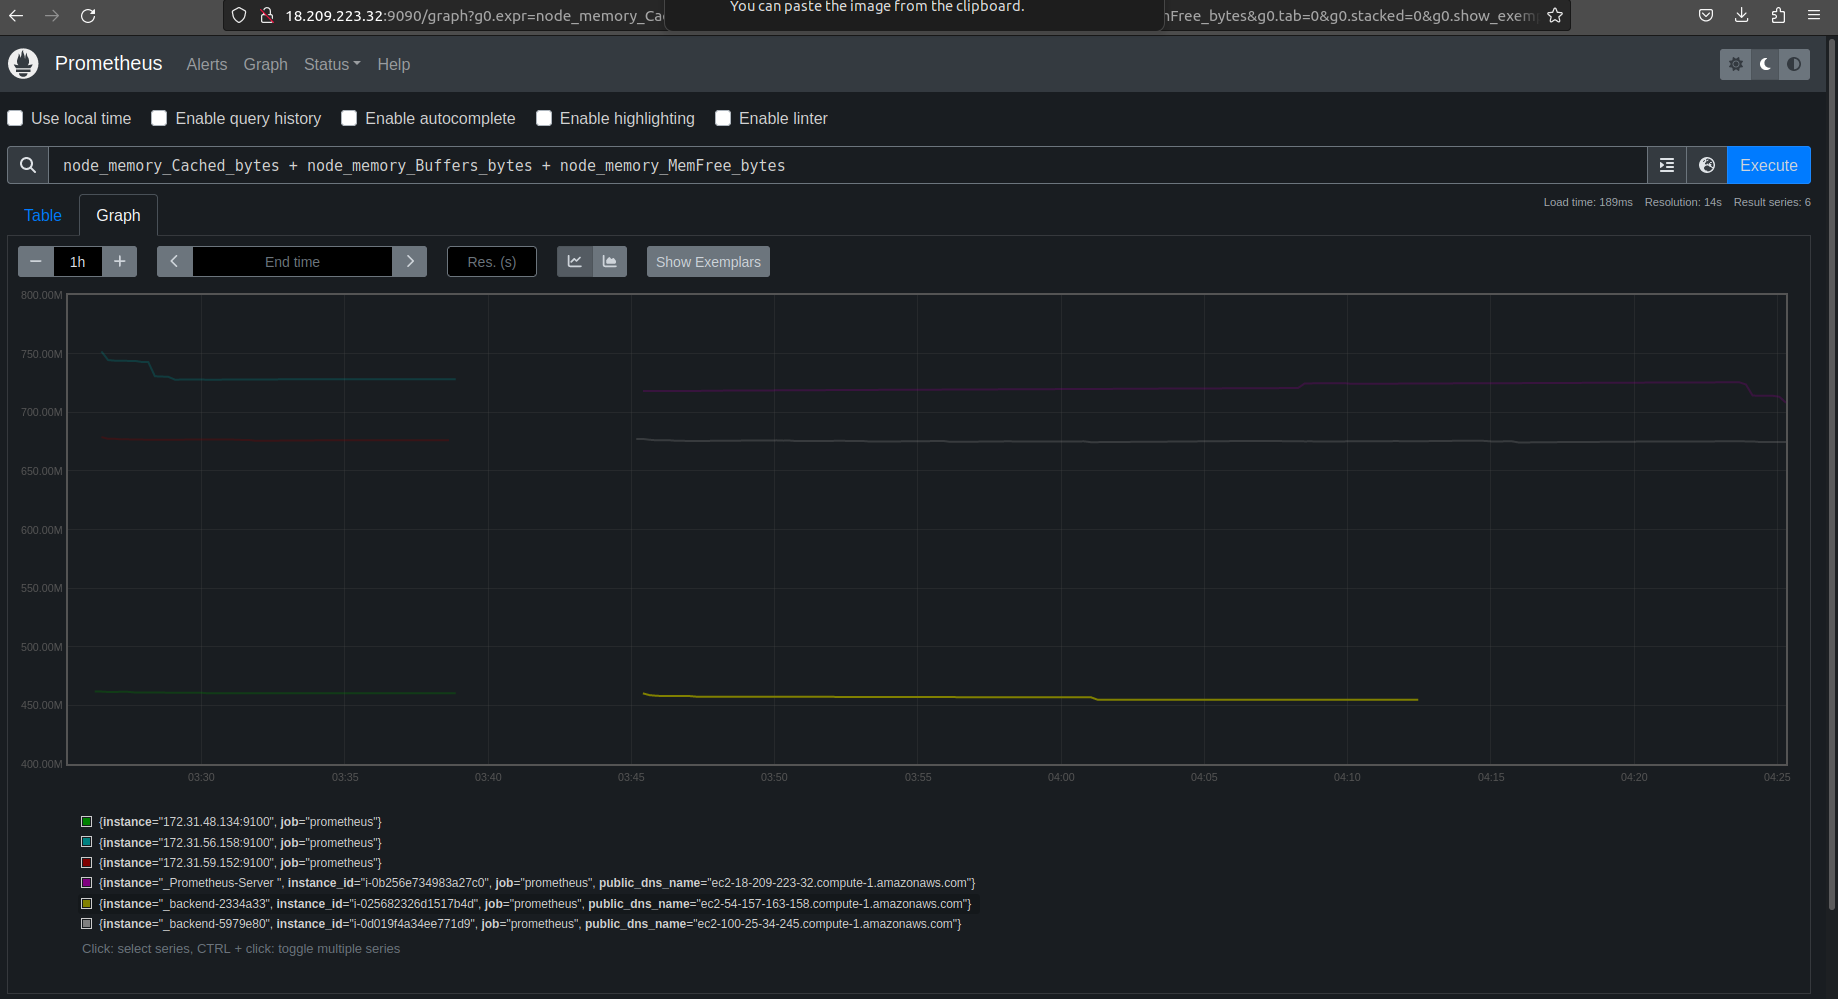 You can paste the image from the clipboard.
18.209.223.32:9090/graph?g0.expr=node_memory_Ca nFree_bytes&g0.tab=0&g0.stacked=0&g0.show_exem
Prometheus Alerts Graph Status Help
Use local time Enable query history Enable autocomplete Enable highlighting Enable linter
node_memory_Cached_bytes + node_memory_Buffers_bytes + node_memory_MemFree_bytes Execute
Load time: 189ms Resolution: 14s Result series: 6
Table Graph
1h End time Res. (s) Show Exemplars
800.00M
750.00M
700.00M
650.00M
600.00M
550.00M
500.00M
450.00M
400.00M
03:30 03:35 03:40 03:45 03:50 03:55 04:00 04:05 04:10 04:15 04:20 04:25
{instance="172.31.48.134:9100", job="prometheus"}
{instance="172.31.56.158:9100", job="prometheus"}
{instance="172.31.59.152:9100", job="prometheus"}
{instance="_Prometheus-Server ", instance_id="i-0b256e734983a27c0", job="prometheus", public_dns_name="ec2-18-209-223-32.compute-1.amazonaws.com"}
{instance="_backend-2334a33", instance_id="i-025682326d1517b4d", job="prometheus", public_dns_name="ec2-54-157-163-158.compute-1.amazonaws.com"}
{instance="_backend-5979e80", instance_id="i-0d019f4a34ee771d9", job="prometheus", public_dns_name="ec2-100-25-34-245.compute-1.amazonaws.com"}
Click: select series, CTRL + click: toggle multiple series